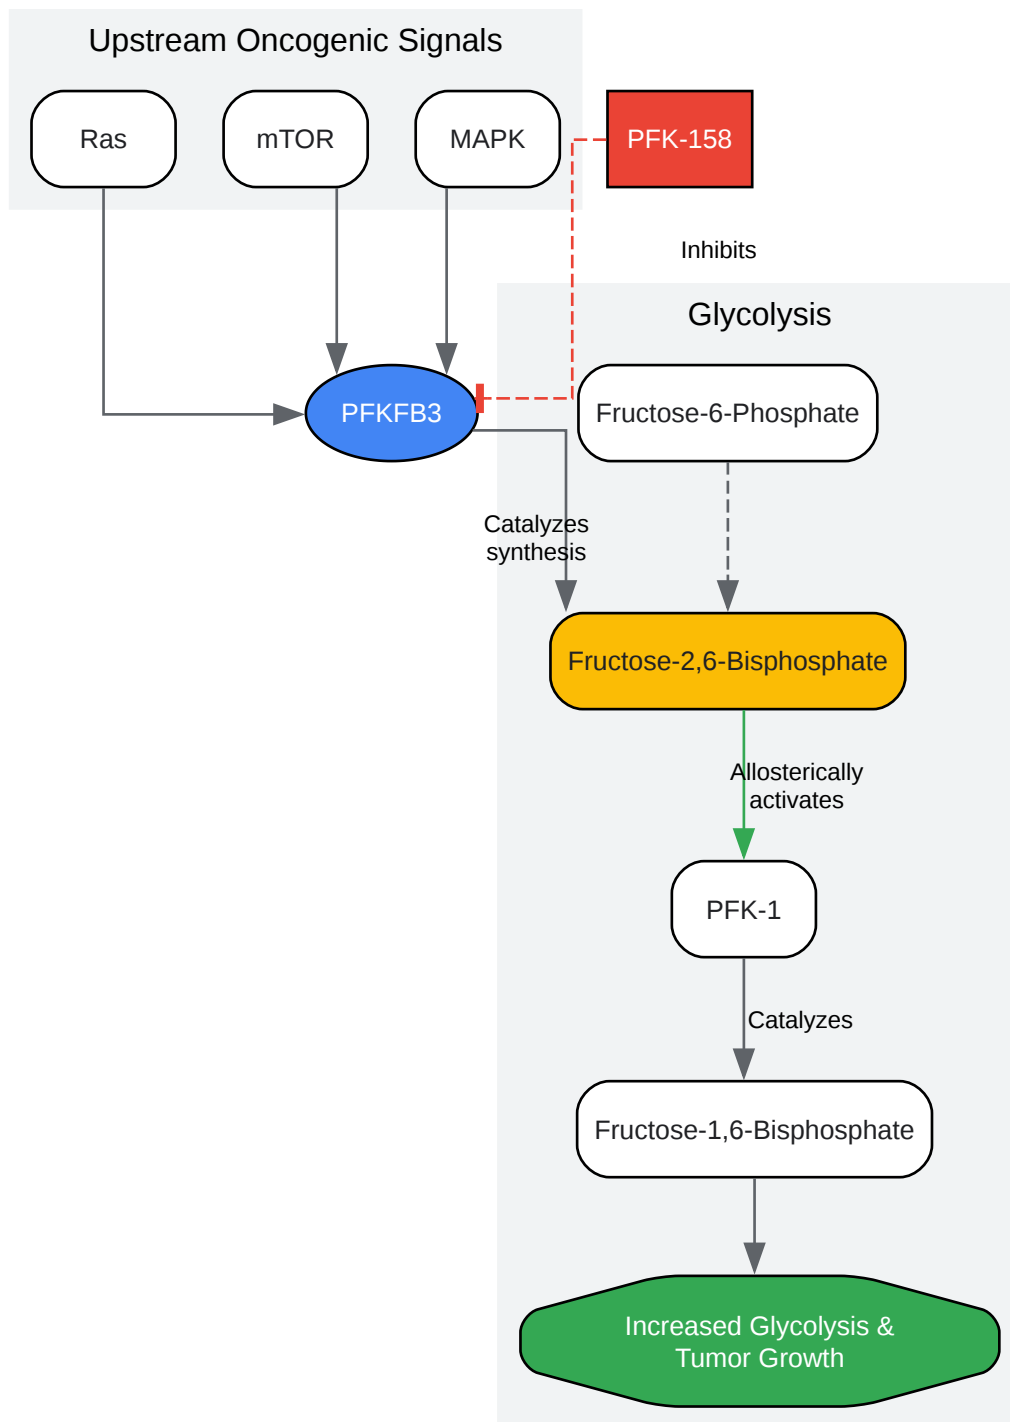 Upstream Oncogenic Signals
Ras
mTOR
MAPK
PFK-158
Inhibits
Glycolysis
PFKFB3
Fructose-6-Phosphate
Catalyzes
synthesis
Fructose-2,6-Bisphosphate
Allosterically
activates
PFK-1
Catalyzes
Fructose-1,6-Bisphosphate
Increased Glycolysis &
Tumor Growth